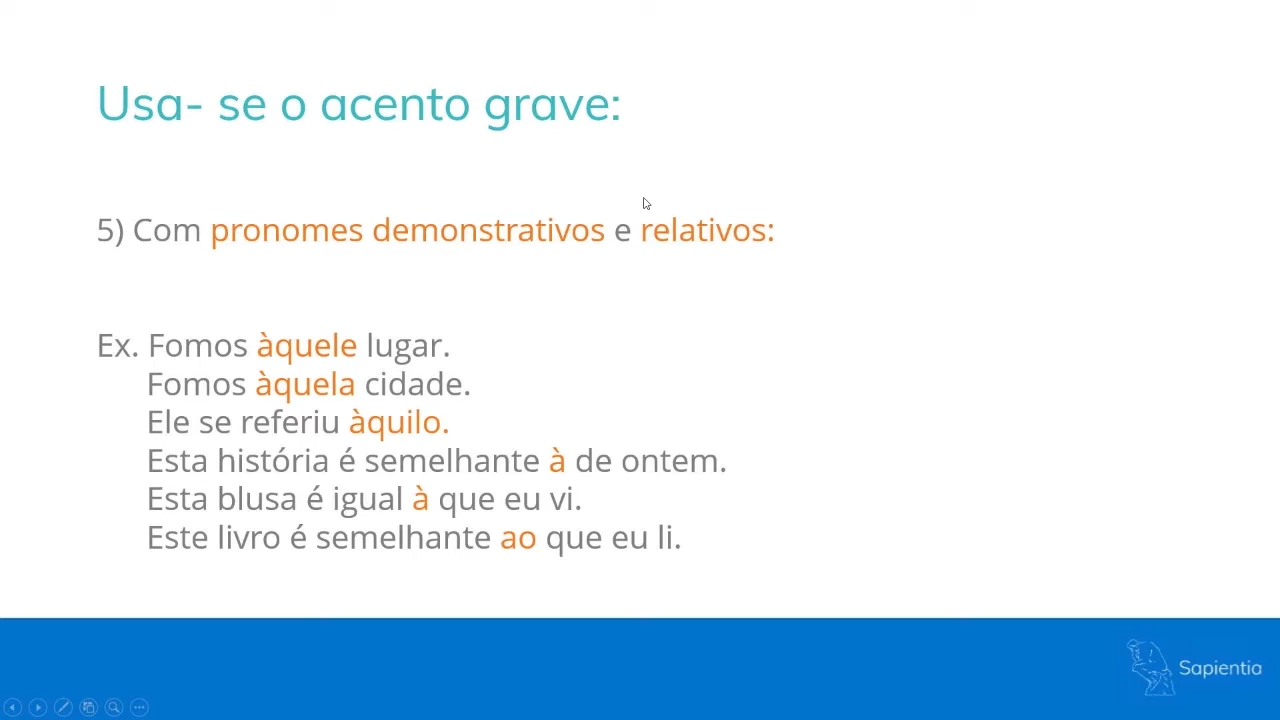 Usa- se o acento grave:
5) Com pronomes demonstrativos e relativos:
Ex. Fomos àquele lugar.
Fomos àquela cidade.
Ele se referiu àquilo.
Esta história é semelhante à de ontem.
Esta blusa é igual à que eu vi.
Este livro é semelhante ao que eu li.
Sapientia